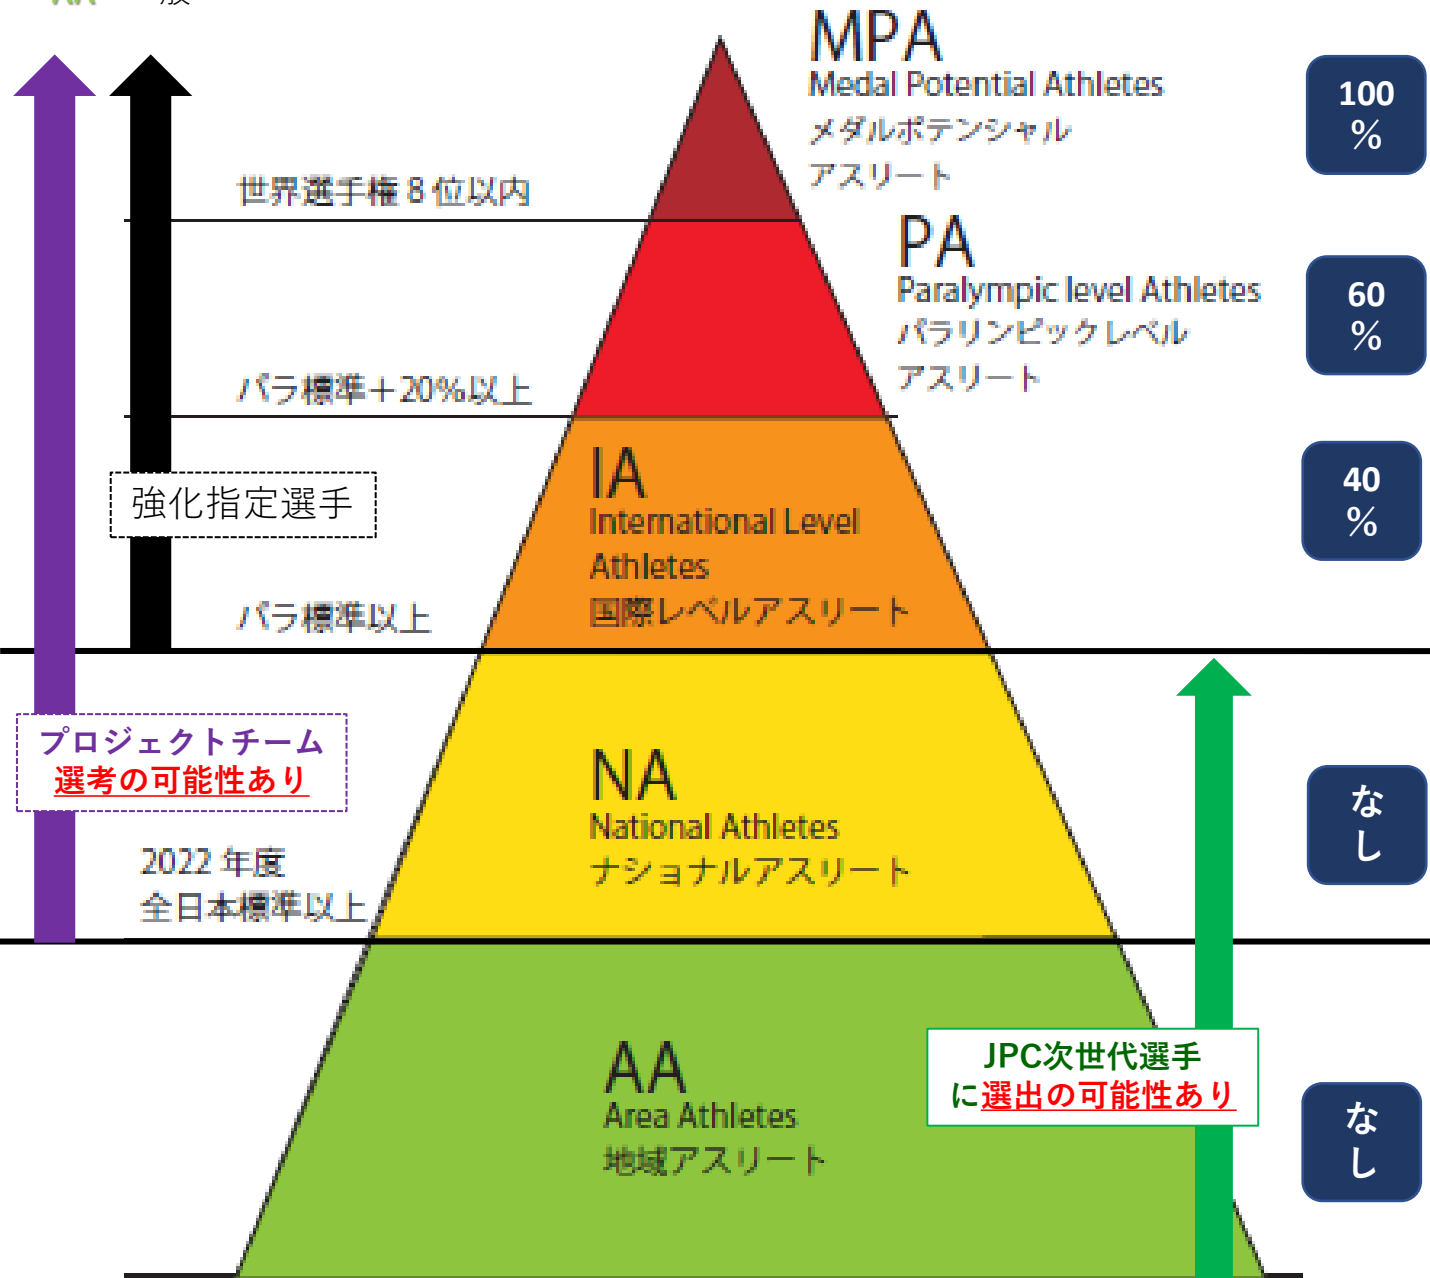 MPA
Medal Potential Athletes
メダルポテンシャル
アスリート
100
%
世界選手権 8 位以内
PA
Paralympic level Athletes
パラリンピックレベル
アスリート
60
%
パラ標準＋20%以上
IA
International Level
Athletes
国際レベルアスリート
40
%
強化指定選手
パラ標準以上
プロジェクトチーム
選考の可能性あり
NA
National Athletes
ナショナルアスリート
な
し
2022 年度
全日本標準以上
AA
Area Athletes
地域アスリート
JPC次世代選手
に選出の可能性あり
な
し